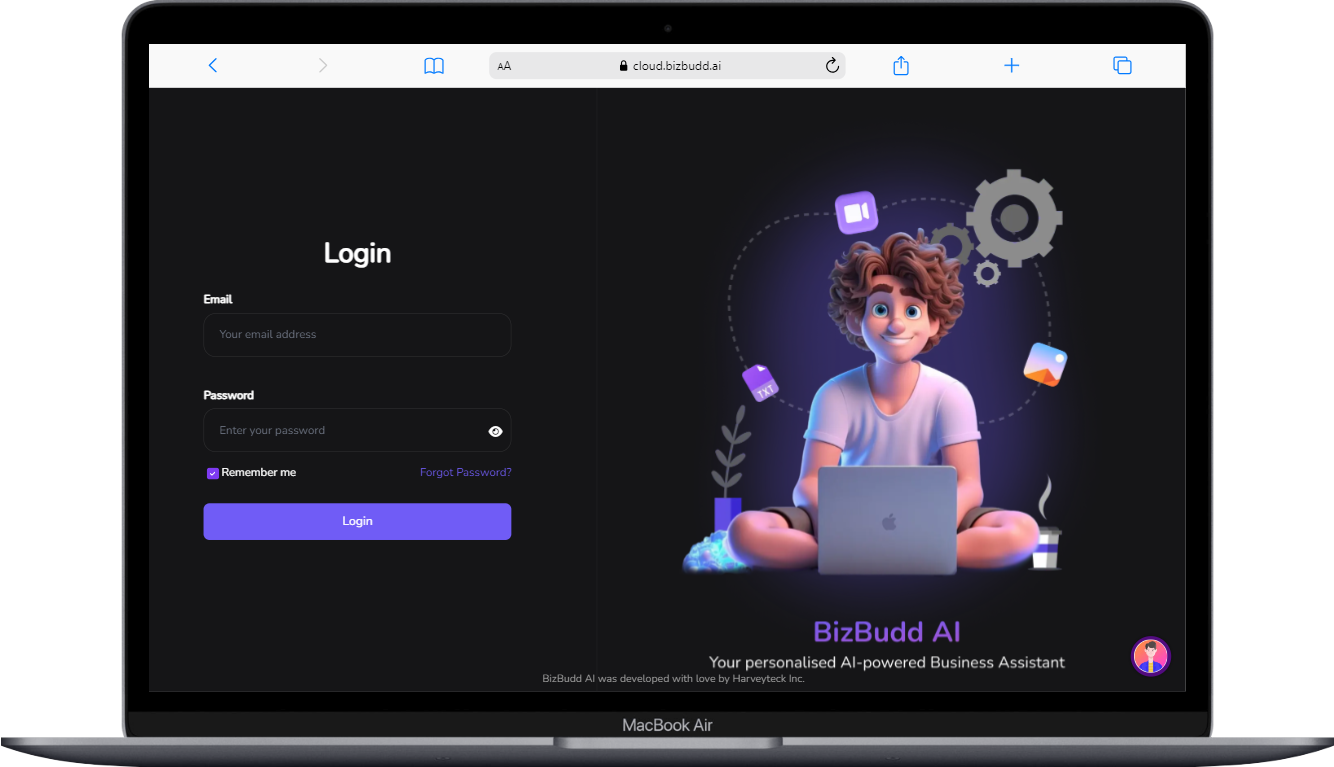 AA
cloud.bizbudd.ai
Login
Email
Your email address
Password
Enter your password
Remember me
Forgot Password?
Login
TXT
BizBudd AI
Your personalised AI-powered Business Assistant
BizBudd AI was developed with love by Harveyteck Inc.
MacBook Air